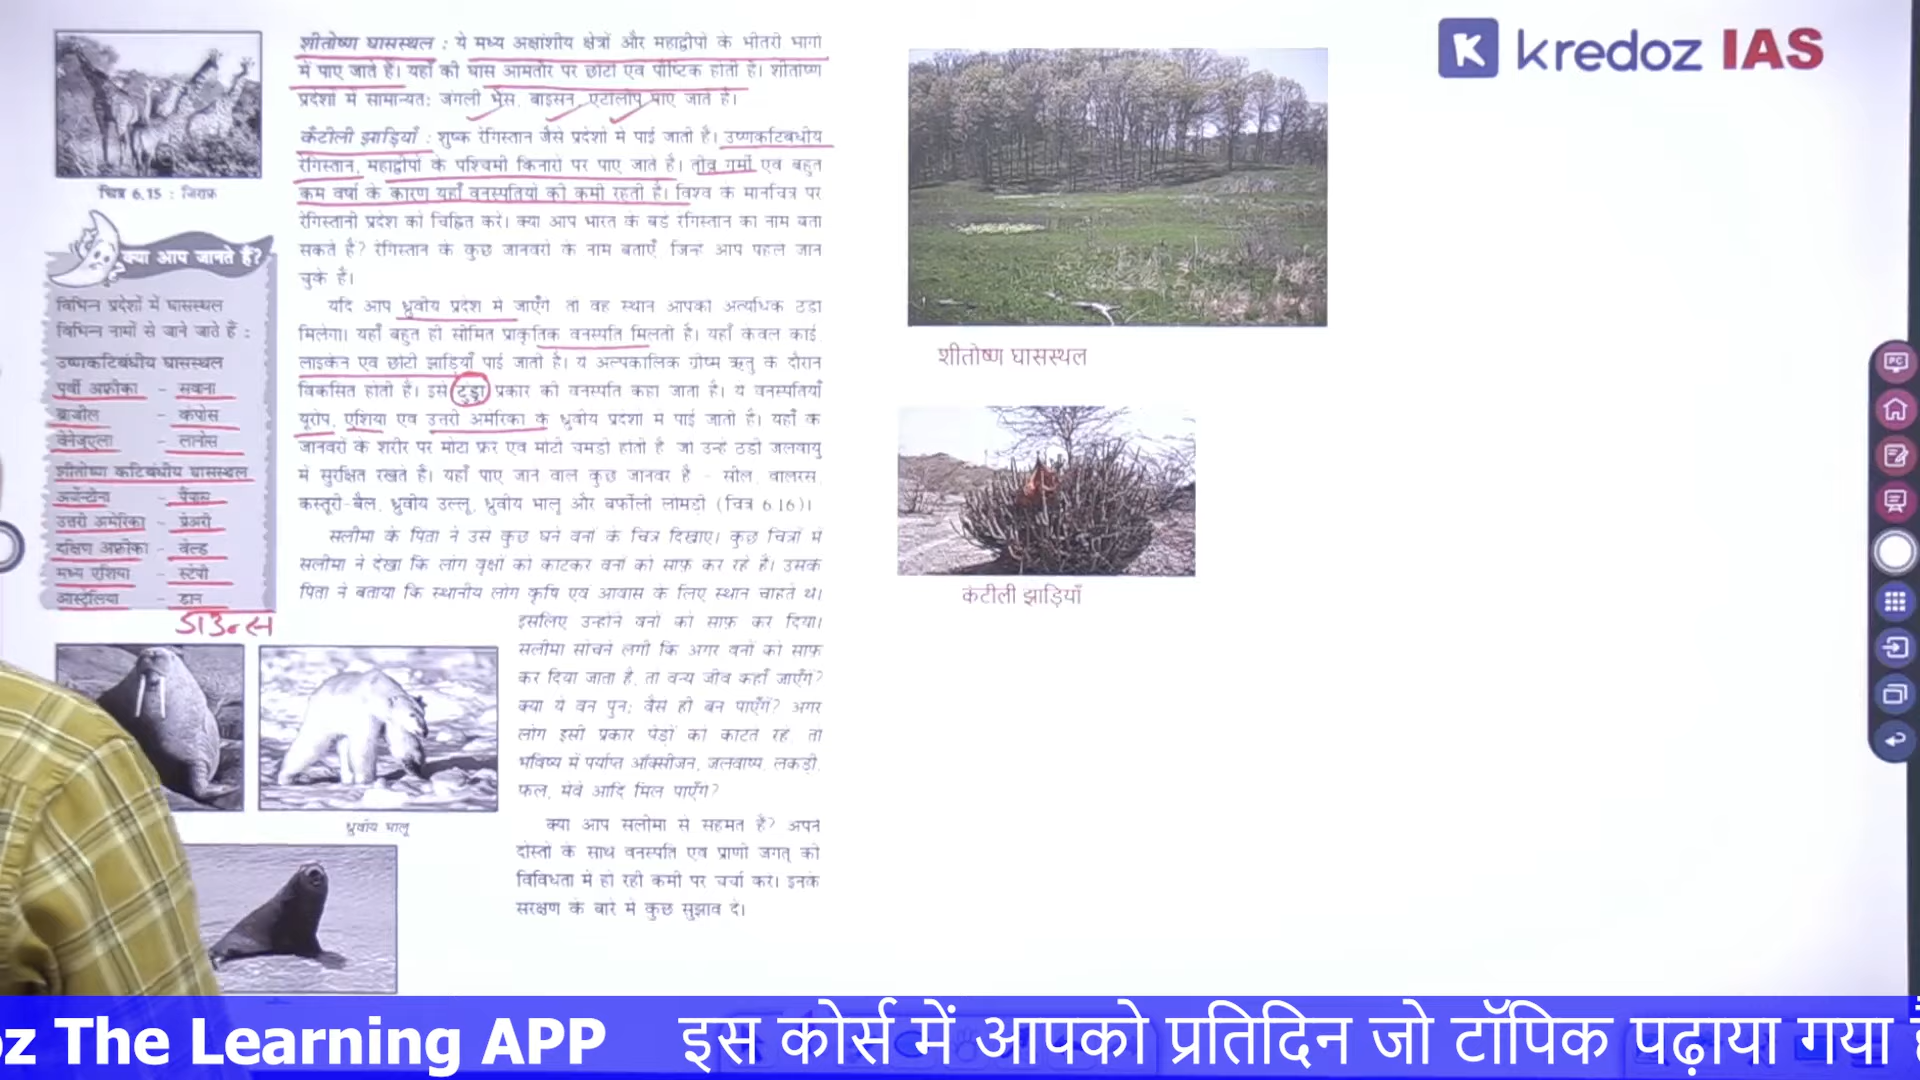 kredoz IAS
शीतोष्ण घासस्थल : ये मध्य अक्षांशीय क्षेत्रों और महाद्वीपों के भीतरी भागों
में पाए जाते हैं। यहाँ की घास आमतौर पर छोटी एवं पौष्टिक होती है। शीतोष्ण
प्रदेशों में सामान्यत: जंगली भैंस, बाइसन, एंटीलोप पाए जाते हैं।
कँटीली झाड़ियाँ : शुष्क रेगिस्तान जैसे प्रदेशों में पाई जाती हैं। उष्णकटिबंधीय
रेगिस्तान, महाद्वीपों के पश्चिमी किनारों पर पाए जाते हैं। तीव्र गर्मी एवं बहुत
कम वर्षा के कारण यहाँ वनस्पतियों की कमी रहती है। विश्व के मानचित्र पर
रेगिस्तानी प्रदेश को चिह्नित करें। क्या आप भारत के बड़े रेगिस्तान का नाम बता
सकते हैं? रेगिस्तान के कुछ जानवरों के नाम बताएँ, जिन्हें आप पहले जान
चुके हैं।
यदि आप ध्रुवीय प्रदेश में जाएँगे तो वह स्थान आपको अत्यधिक ठंडा
मिलेगा। यहाँ बहुत ही सीमित प्राकृतिक वनस्पति मिलती है। यहाँ केवल काई,
लाइकेन एवं छोटी झाड़ियाँ पाई जाती हैं। ये अल्पकालिक ग्रीष्म ऋतु के दौरान
विकसित होती हैं। इसे टुंड्रा प्रकार की वनस्पति कहा जाता है। ये वनस्पतियाँ
यूरोप, एशिया एवं उत्तरी अमेरिका के ध्रुवीय प्रदेशों में पाई जाती हैं। यहाँ के
जानवरों के शरीर पर मोटा फ़र एवं मोटी चमड़ी होती है जो उन्हें ठंडी जलवायु
में सुरक्षित रखते हैं। यहाँ पाए जाने वाले कुछ जानवर हैं - सील, वालरस,
कस्तूरी-बैल, ध्रुवीय उल्लू, ध्रुवीय भालू और बर्फीली लोमड़ी (चित्र 6.16)।
सलीमा के पिता ने उसे कुछ घने वनों के चित्र दिखाए। कुछ चित्रों में
सलीमा ने देखा कि लोग वृक्षों को काटकर वनों को साफ़ कर रहे हैं। उसके
पिता ने बताया कि स्थानीय लोग कृषि एवं आवास के लिए स्थान चाहते थे।
इसलिए उन्होंने वनों को साफ़ कर दिया।
सलीमा सोचने लगी कि अगर वनों को साफ़
कर दिया जाता है, तो वन्य जीव कहाँ जाएँगे?
क्या ये वन पुन: वैसे ही बन पाएँगे? अगर
लोग इसी प्रकार पेड़ों को काटते रहे, तो
भविष्य में पर्याप्त ऑक्सीजन, जलवाष्प, लकड़ी,
फल, मेवे आदि मिल पाएँगे?
क्या आप सलीमा से सहमत हैं? अपने
दोस्तों के साथ वनस्पति एवं प्राणी जगत् की
विविधता में हो रही कमी पर चर्चा करें। इनके
संरक्षण के बारे में कुछ सुझाव दें।
चित्र 6.15 : जिराफ़
क्या आप जानते हैं?
विभिन्न प्रदेशों में घासस्थल
विभिन्न नामों से जाने जाते हैं :
उष्णकटिबंधीय घासस्थल
पूर्वी अफ्रीका - सवाना
ब्राजील - कंपोस
वेनेजुएला - लानोस
शीतोष्ण कटिबंधीय घासस्थल
अर्जेन्टीना - पैंपास
उत्तरी अमेरिका - प्रेअरी
दक्षिण अफ्रीका - वेल्ड
मध्य एशिया - स्टेपी
आस्ट्रेलिया - डान
डाउन्स
ध्रुवीय भालू
शीतोष्ण घासस्थल
कंटीली झाड़ियाँ
oz The Learning APP इस कोर्स में आपको प्रतिदिन जो टॉपिक पढ़ाया गया है